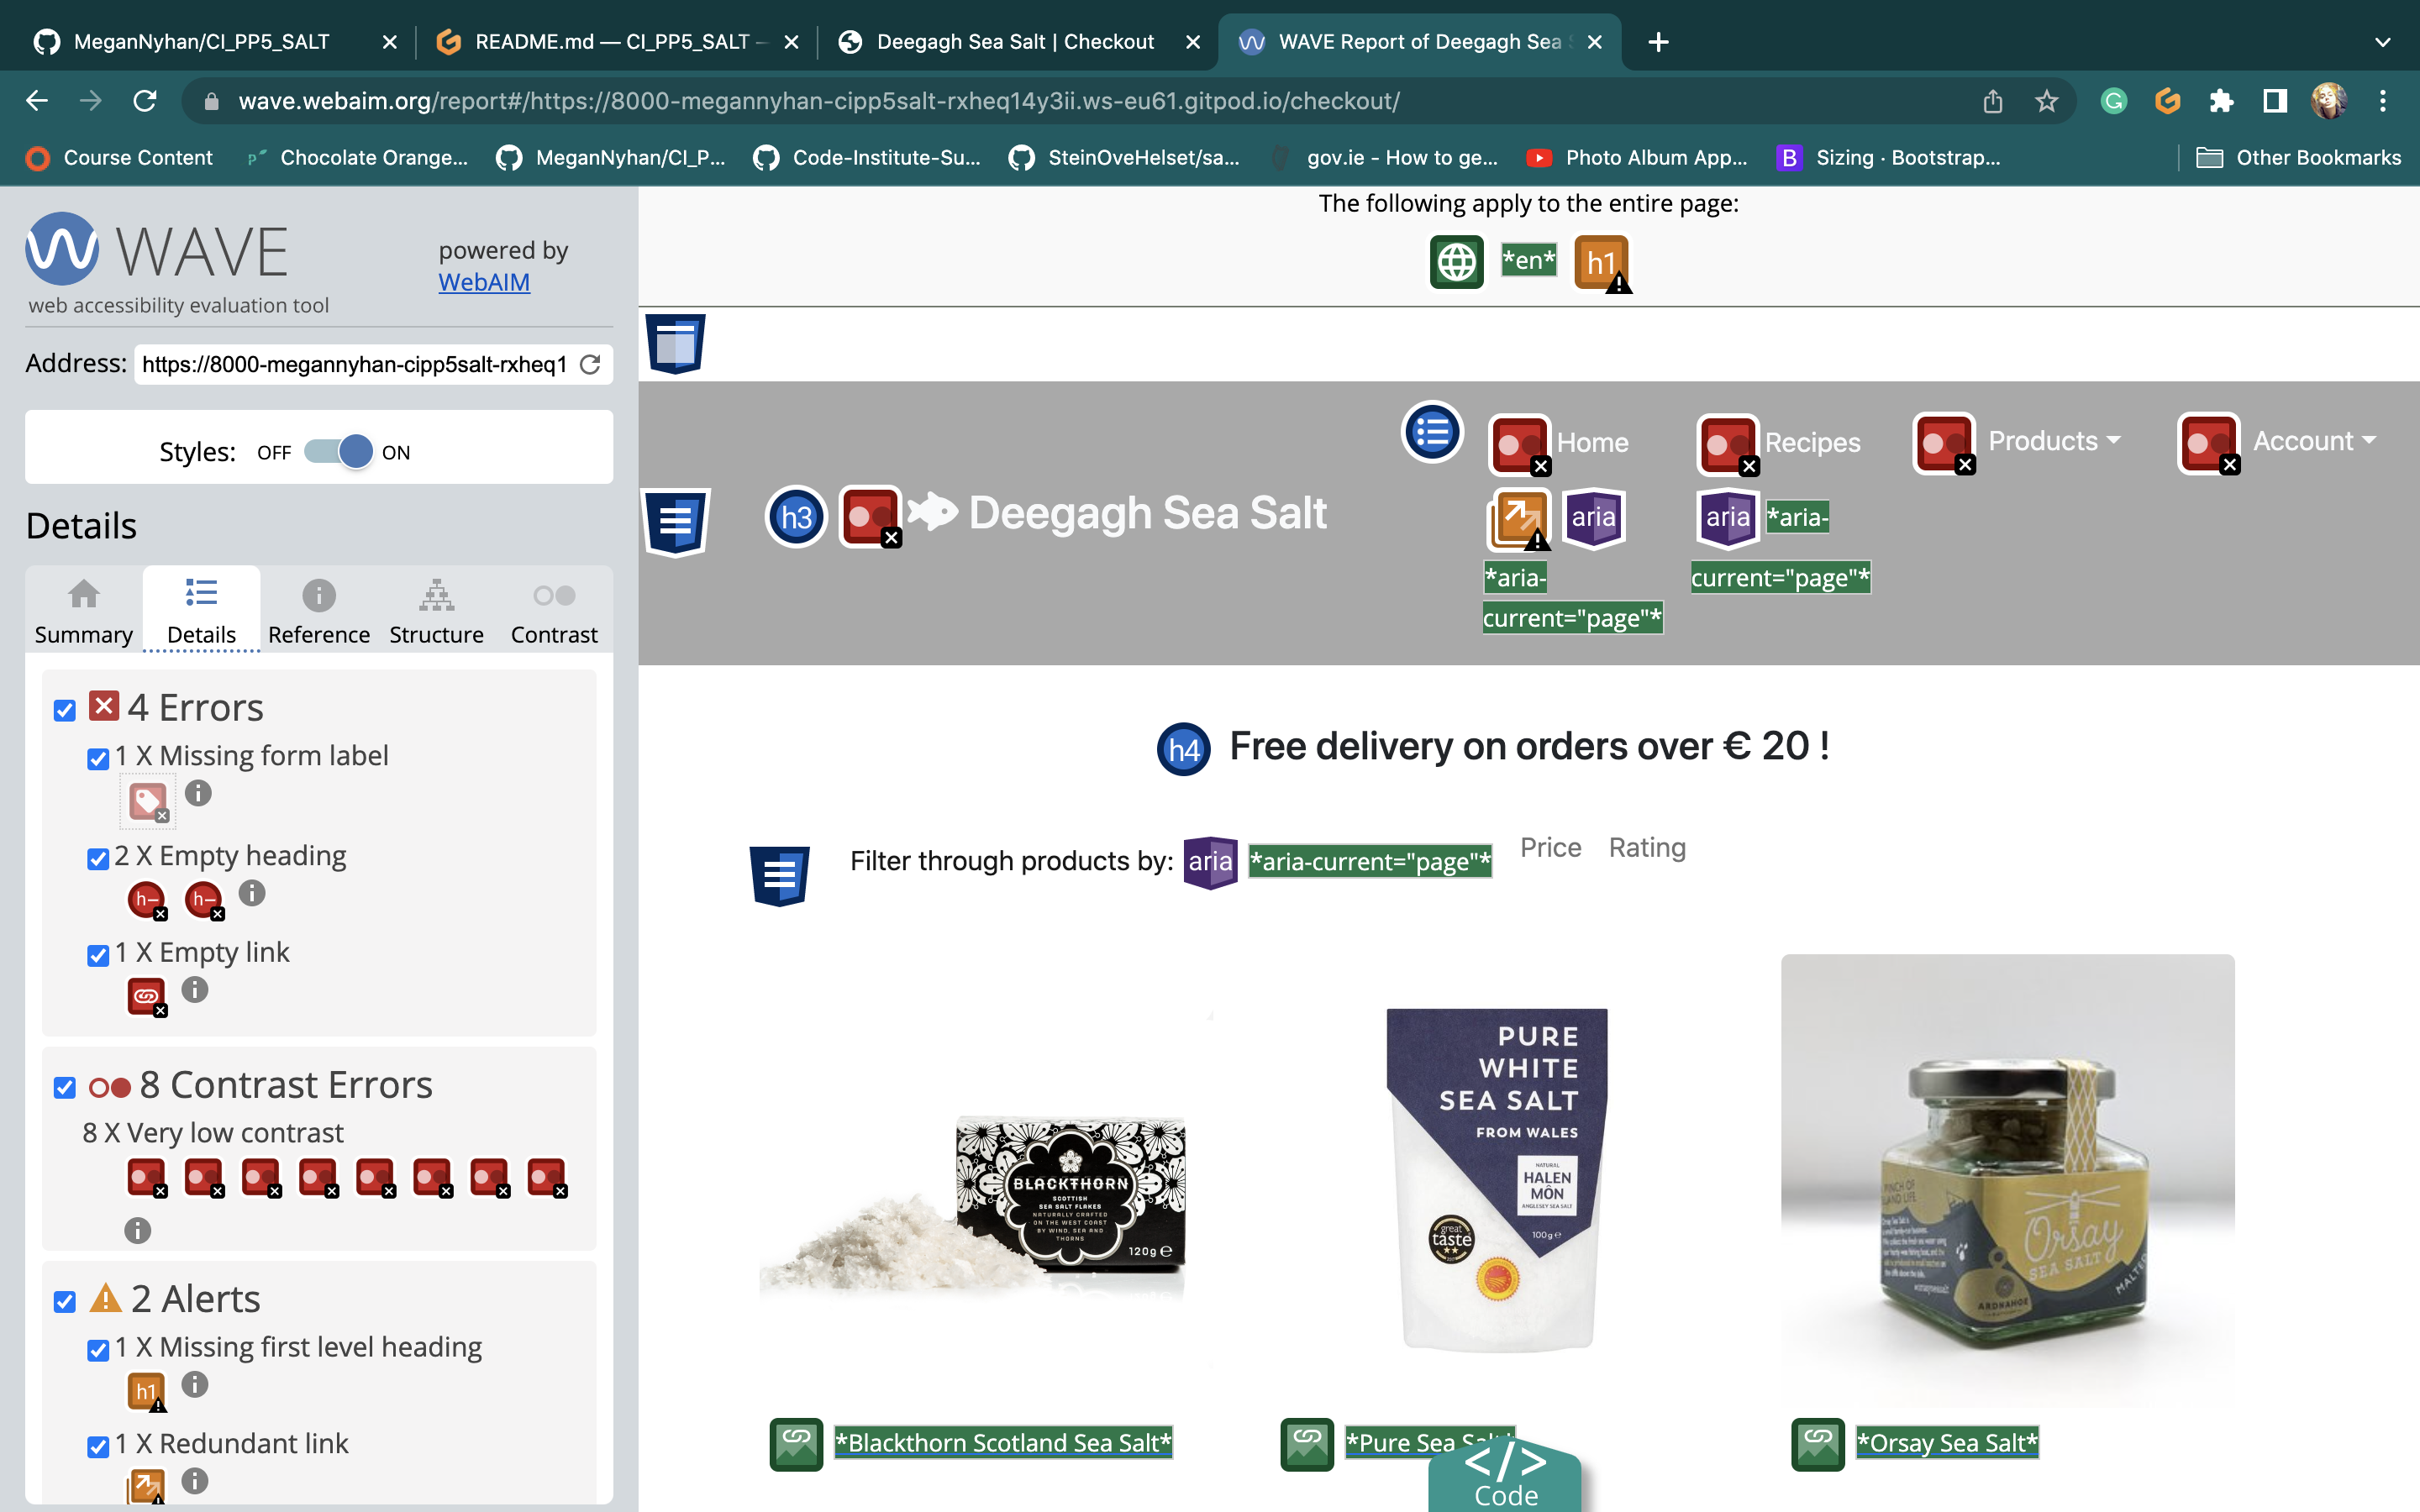 MeganNyhan/CI_PP5_SALT
README.md — CI_PP5_SALT —
Deegagh Sea Salt | Checkout
WAVE Report of Deegagh Sea S
wave.webaim.org/report#/https://8000-megannyhan-cipp5salt-rxheq14y3ii.ws-eu61.gitpod.io/checkout/
Course Content
Chocolate Orange...
MeganNyhan/CI_P...
Code-Institute-Su...
SteinOveHelset/sa...
gov.ie - How to ge...
Photo Album App...
B
Sizing · Bootstrap...
Other Bookmarks
WAVE
powered by
WebAIM
web accessibility evaluation tool
Address: https://8000-megannyhan-cipp5salt-rxheq1
Styles: OFF ON
Details
Summary
Details
Reference
Structure
Contrast
4 Errors
1 X Missing form label
2 X Empty heading
h– h–
1 X Empty link
8 Contrast Errors
8 X Very low contrast
2 Alerts
1 X Missing first level heading
h1
1 X Redundant link
The following apply to the entire page:
*en* h1
Home
Recipes
Products
Account
h3 Deegagh Sea Salt
aria
*aria-
current="page"*
aria *aria-
current="page"*
h4 Free delivery on orders over € 20 !
Filter through products by: aria *aria-current="page"* Price Rating
BLACKTHORN
SCOTTISH
SEA SALT FLAKES
NATURALLY CRAFTED
ON THE WEST COAST
BY WIND, SEA AND
THORNS
120g e
PURE
WHITE
SEA SALT
FROM WALES
NATURAL
HALEN
MÔN
ANGLESEY SEA SALT
100g e
great
taste
Orsay
SEA SALT
MALTED
ARDNAHOE
*Blackthorn Scotland Sea Salt*
*Pure Sea Salt*
*Orsay Sea Salt*
</>
Code